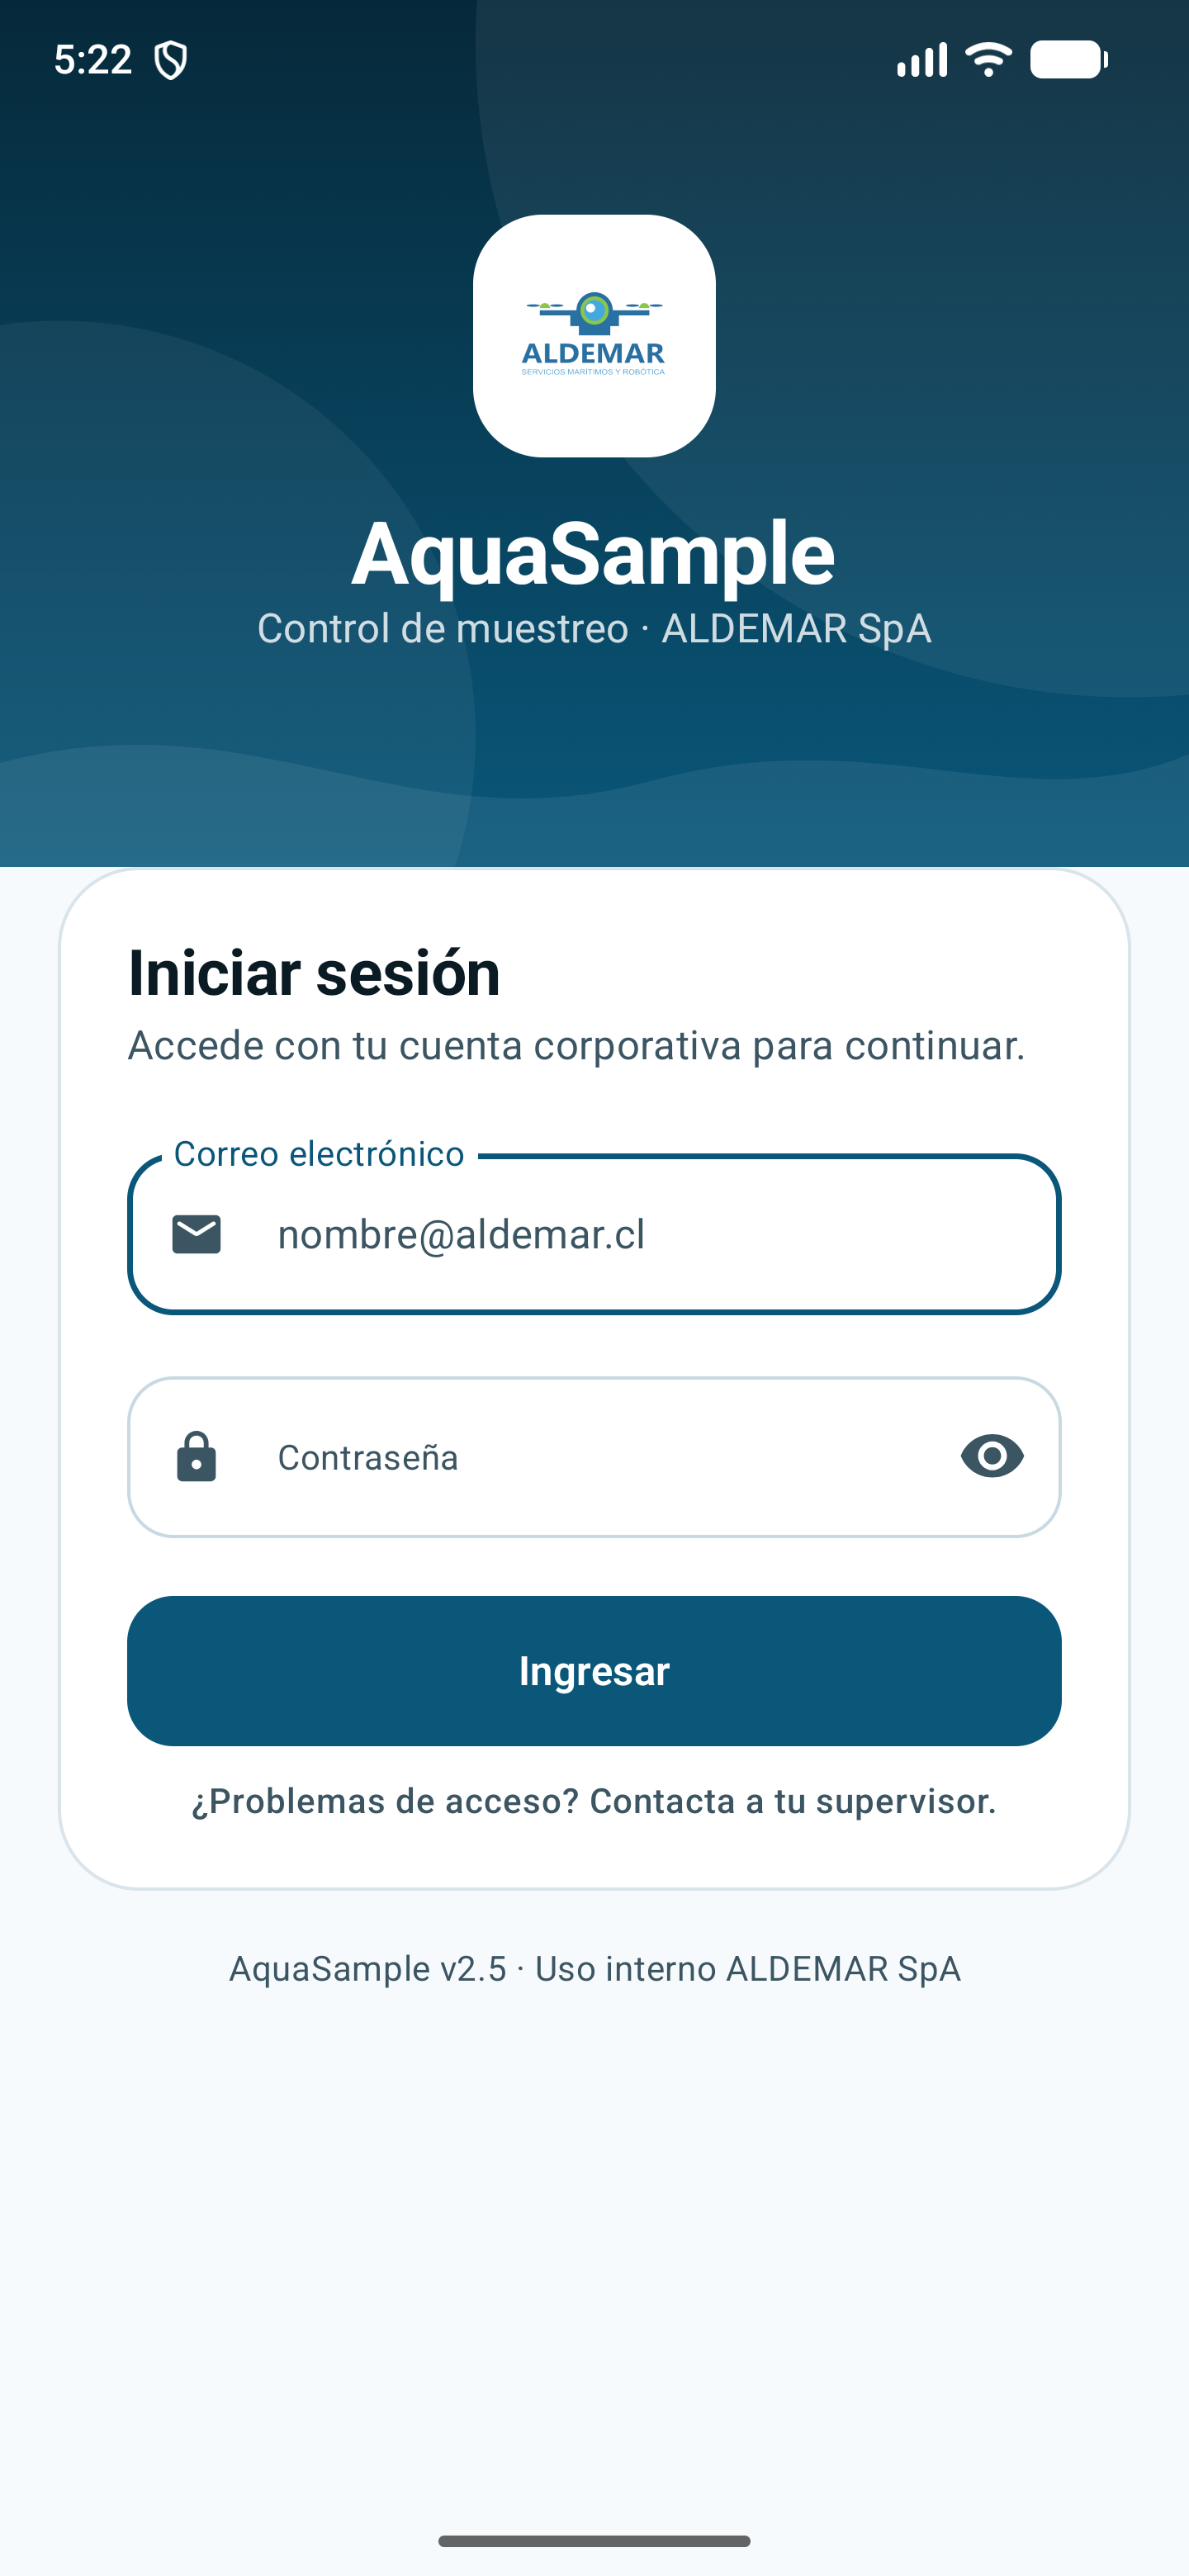 5:22
ALDEMAR
SERVICIOS MARÍTIMOS Y ROBÓTICA
AquaSample
Control de muestreo · ALDEMAR SpA
Iniciar sesión
Accede con tu cuenta corporativa para continuar.
Correo electrónico
nombre@aldemar.cl
Contraseña
Ingresar
¿Problemas de acceso? Contacta a tu supervisor.
AquaSample v2.5 · Uso interno ALDEMAR SpA